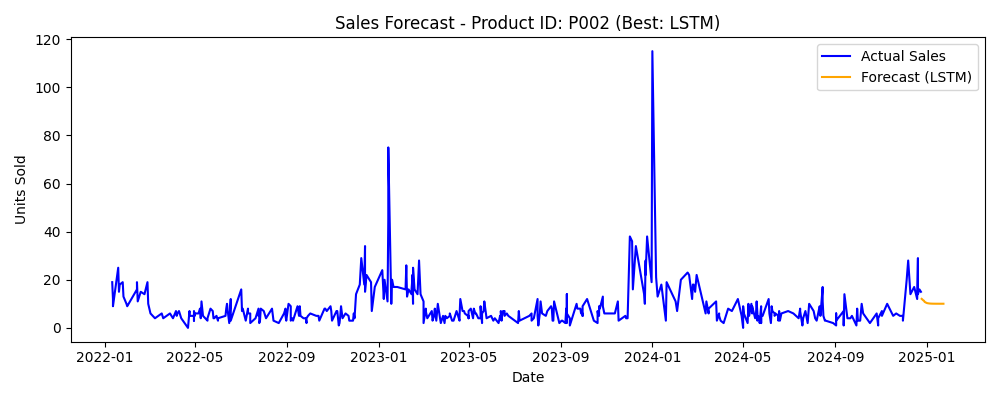 Sales Forecast - Product ID: P002 (Best: LSTM)
Actual Sales
Forecast (LSTM)
120
100
80
60
40
20
0
Units Sold
2022-01 2022-05 2022-09 2023-01 2023-05 2023-09 2024-01 2024-05 2024-09 2025-01
Date